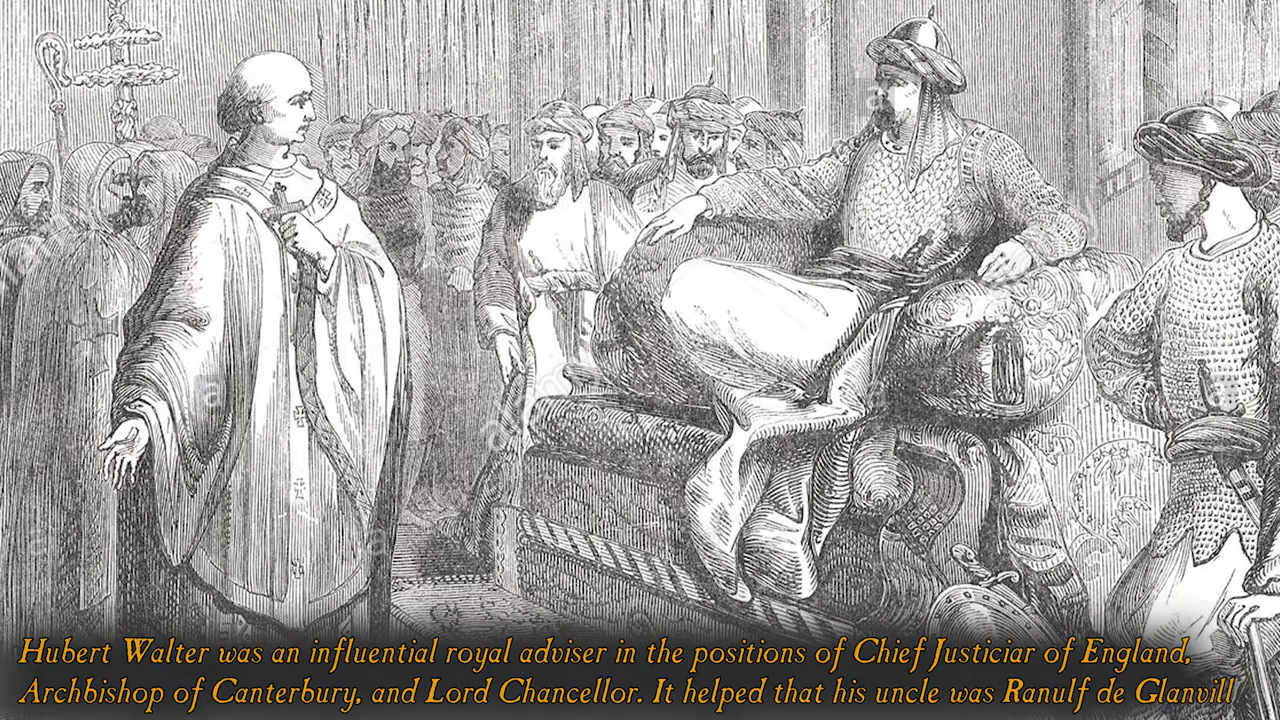 Hubert Walter was an influential royal adviser in the positions of Chief Justiciar of England,
Archbishop of Canterbury, and Lord Chancellor. It helped that his uncle was Ranulf de Glanvill